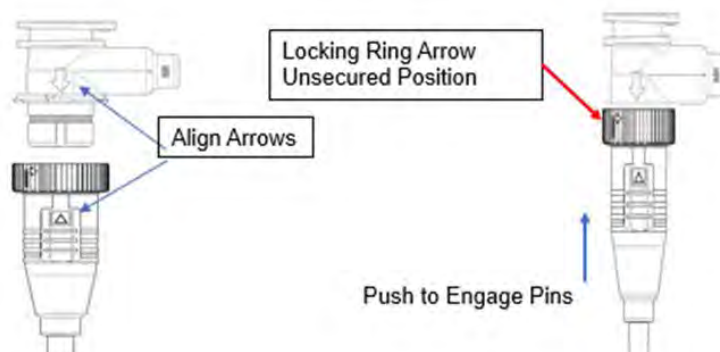 Locking Ring Arrow
Unsecured Position
Align Arrows
Push to Engage Pins